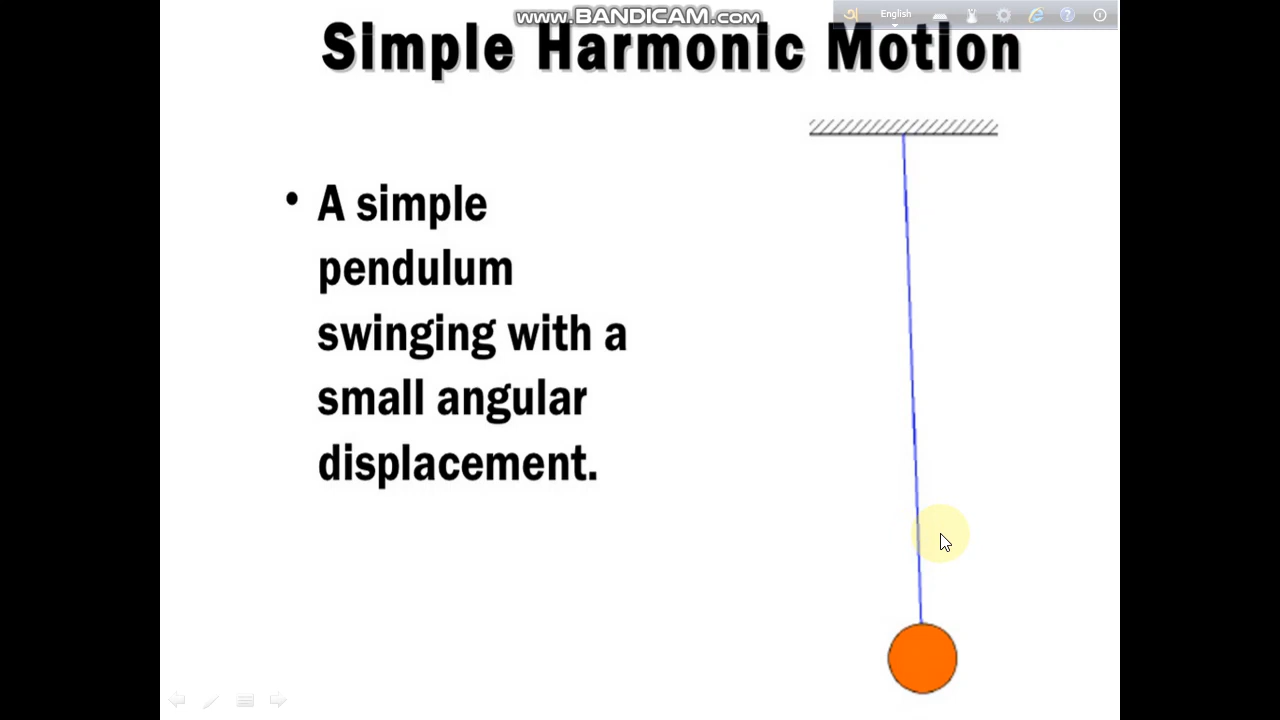 www.BANDICAM.com
English
Simple Harmonic Motion
• A simple
pendulum
swinging with a
small angular
displacement.